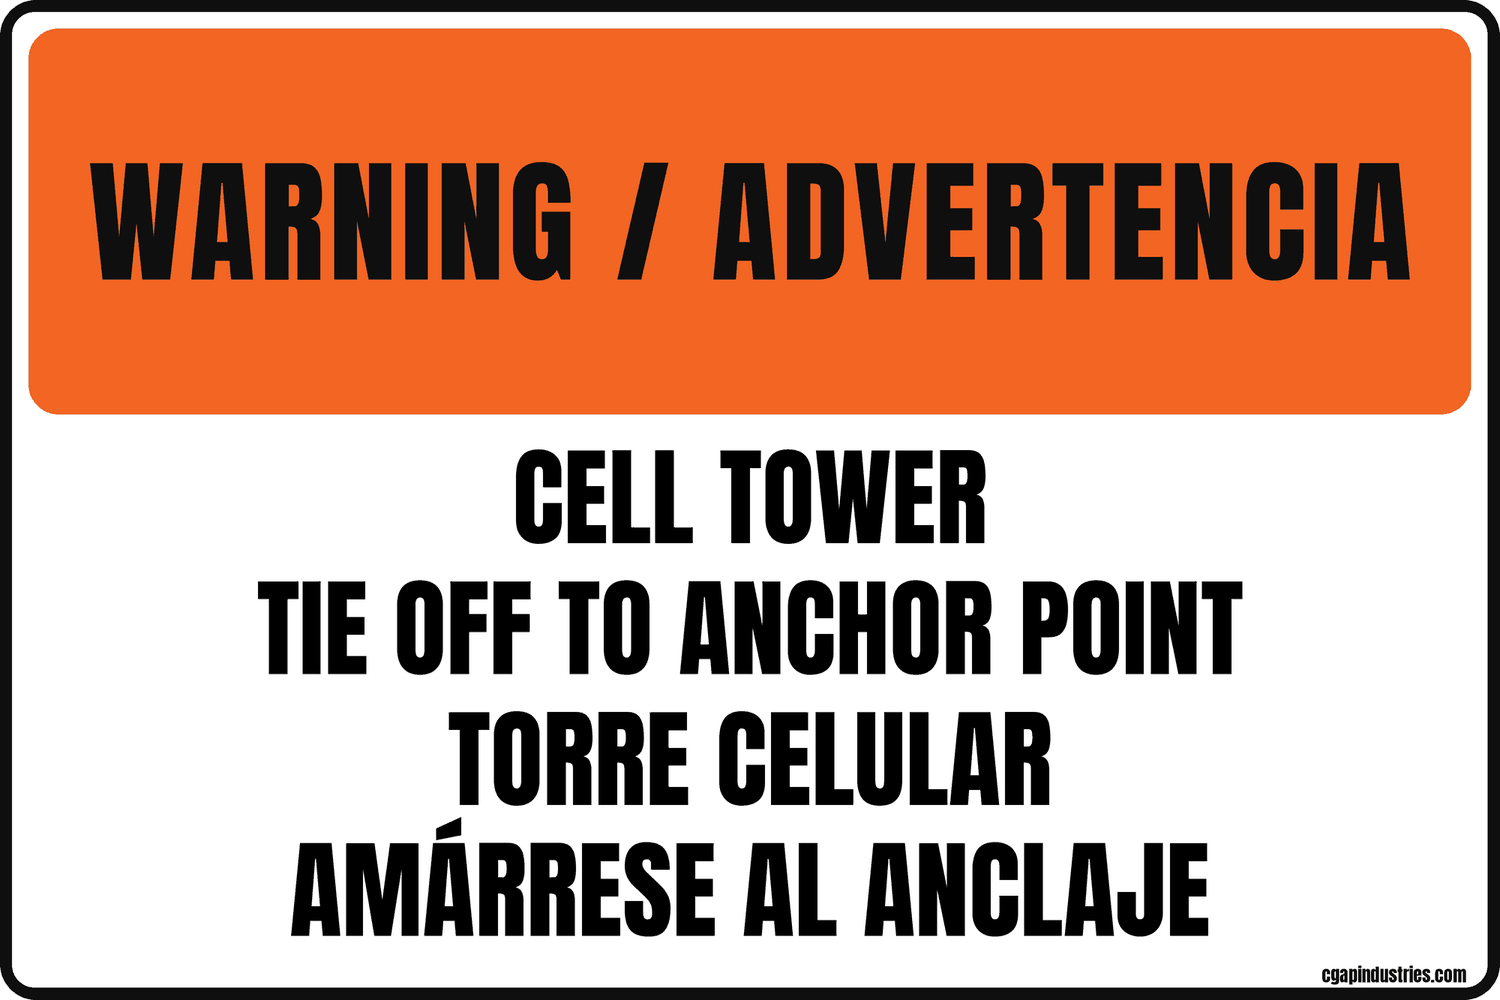 WARNING / ADVERTENCIA
CELL TOWER
TIE OFF TO ANCHOR POINT
TORRE CELULAR
AMÁRRESE AL ANCLAJE
cgapindustries.com